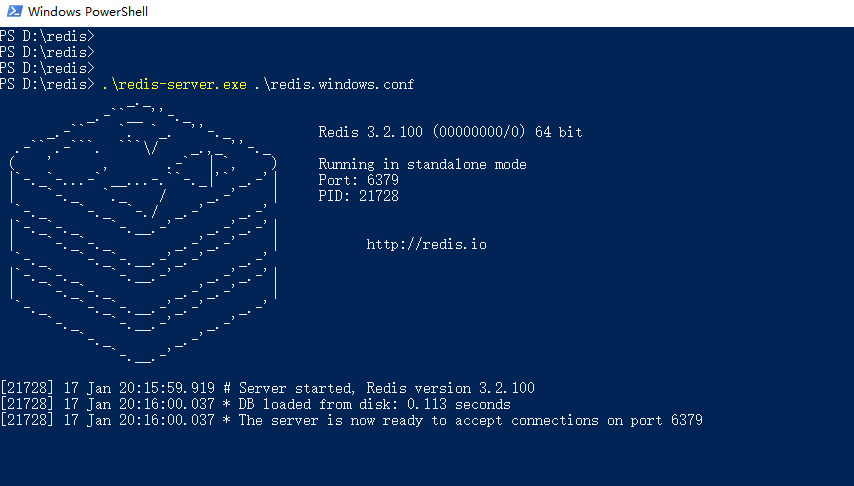 Windows PowerShell
PS D:\redis>
PS D:\redis>
PS D:\redis>
PS D:\redis> .\redis-server.exe .\redis.windows.conf
Redis 3.2.100 (00000000/0) 64 bit
Running in standalone mode
Port: 6379
PID: 21728
http://redis.io
[21728] 17 Jan 20:15:59.919 # Server started, Redis version 3.2.100
[21728] 17 Jan 20:16:00.037 * DB loaded from disk: 0.113 seconds
[21728] 17 Jan 20:16:00.037 * The server is now ready to accept connections on port 6379